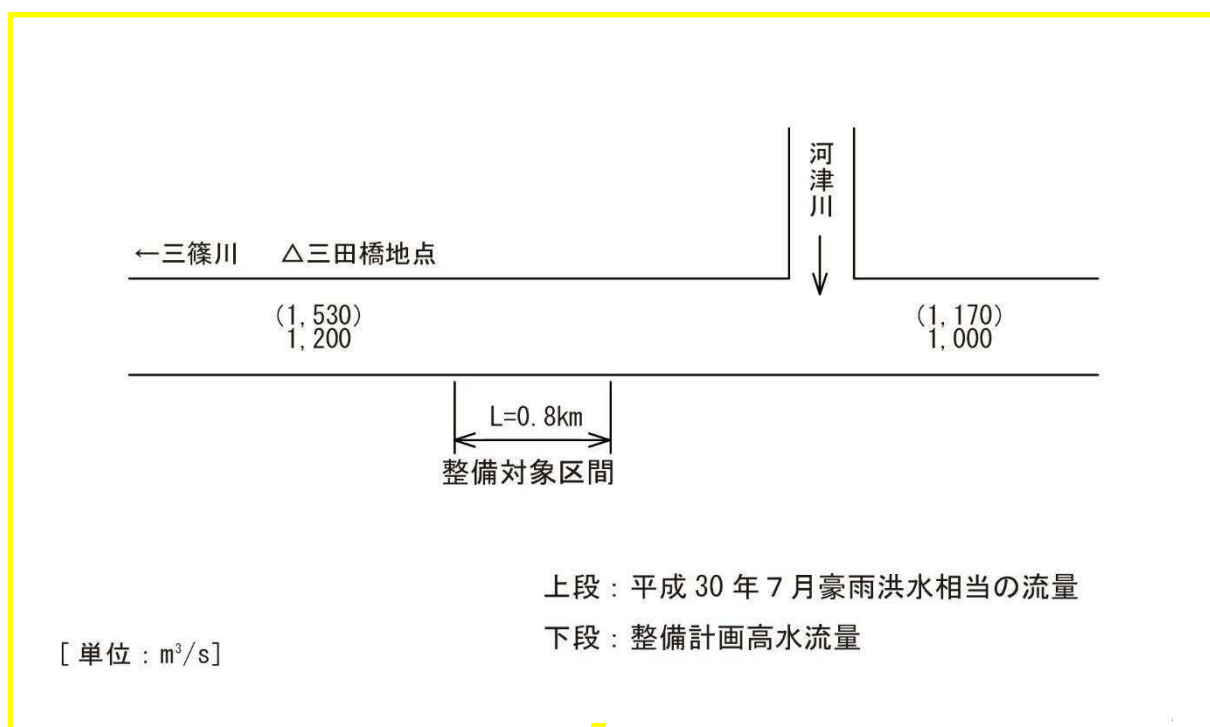 河津川
←三篠川　△三田橋地点
(1,530)
1,200
(1,170)
1,000
L=0.8km
整備対象区間
上段：平成30年７月豪雨洪水相当の流量
下段：整備計画高水流量
[単位：m³/s]